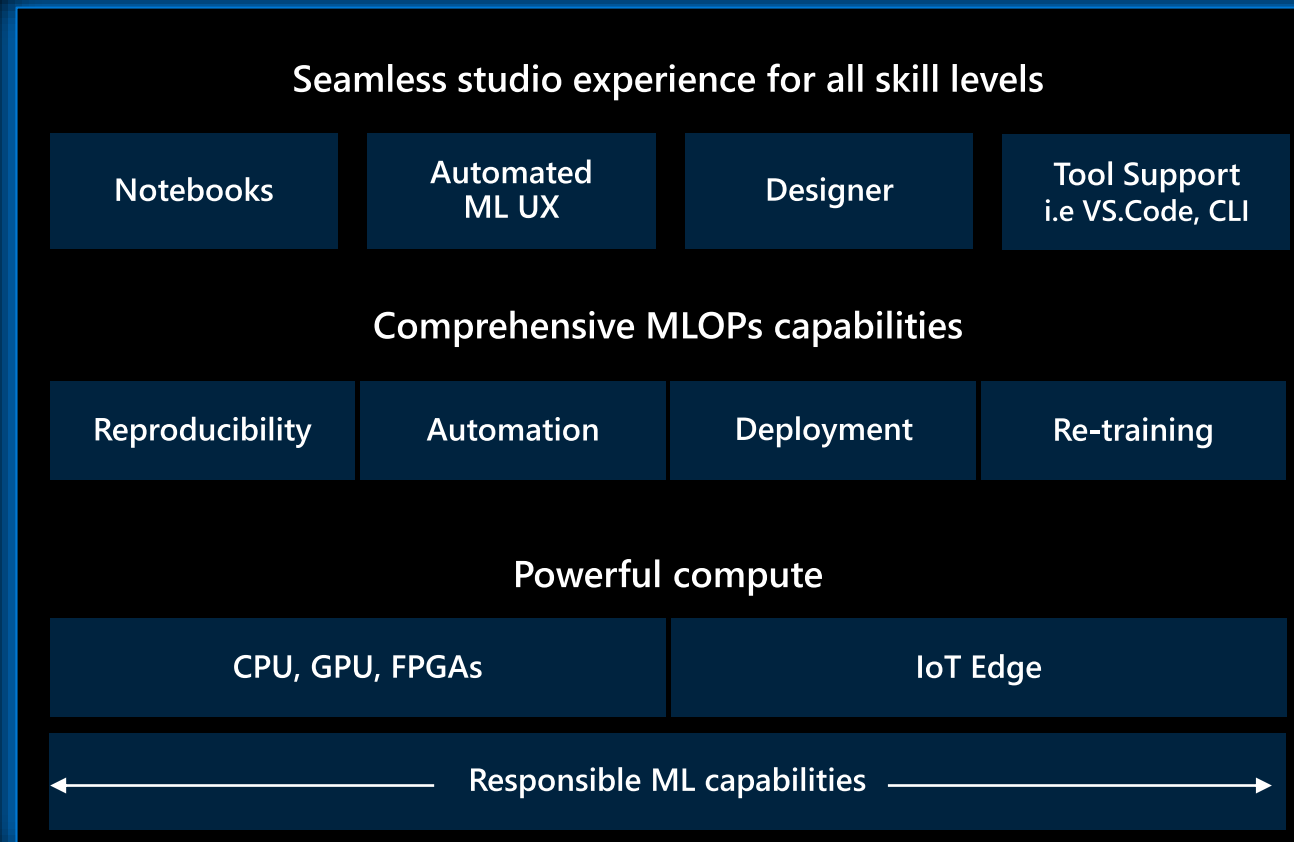 Seamless studio experience for all skill levels
Notebooks
Automated
ML UX
Designer
Tool Support
i.e VS.Code, CLI
Comprehensive MLOPs capabilities
Reproducibility
Automation
Deployment
Re-training
Powerful compute
CPU, GPU, FPGAs
IoT Edge
Responsible ML capabilities